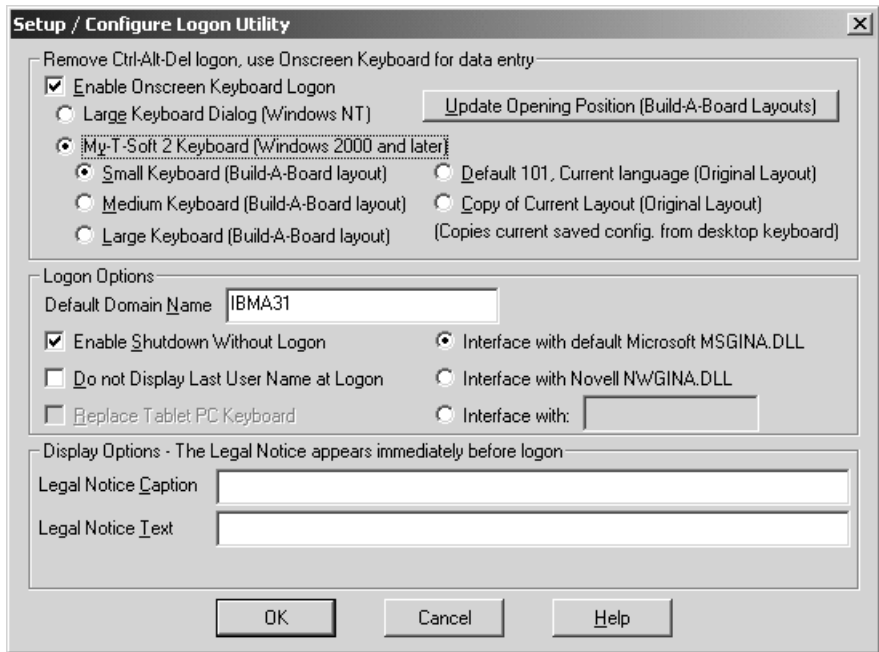 Setup / Configure Logon Utility
Remove Ctrl-Alt-Del logon, use Onscreen Keyboard for data entry
Enable Onscreen Keyboard Logon
Large Keyboard Dialog (Windows NT)
Update Opening Position (Build-A-Board Layouts)
My-T-Soft 2 Keyboard (Windows 2000 and later)
Small Keyboard (Build-A-Board layout)
Default 101, Current language (Original Layout)
Medium Keyboard (Build-A-Board layout)
Copy of Current Layout (Original Layout)
Large Keyboard (Build-A-Board layout)
(Copies current saved config. from desktop keyboard)
Logon Options
Default Domain Name IBMA31
Enable Shutdown Without Logon
Interface with default Microsoft MSGINA.DLL
Do not Display Last User Name at Logon
Interface with Novell NWGINA.DLL
Replace Tablet PC Keyboard
Interface with:
Display Options - The Legal Notice appears immediately before logon
Legal Notice Caption
Legal Notice Text
OK Cancel Help